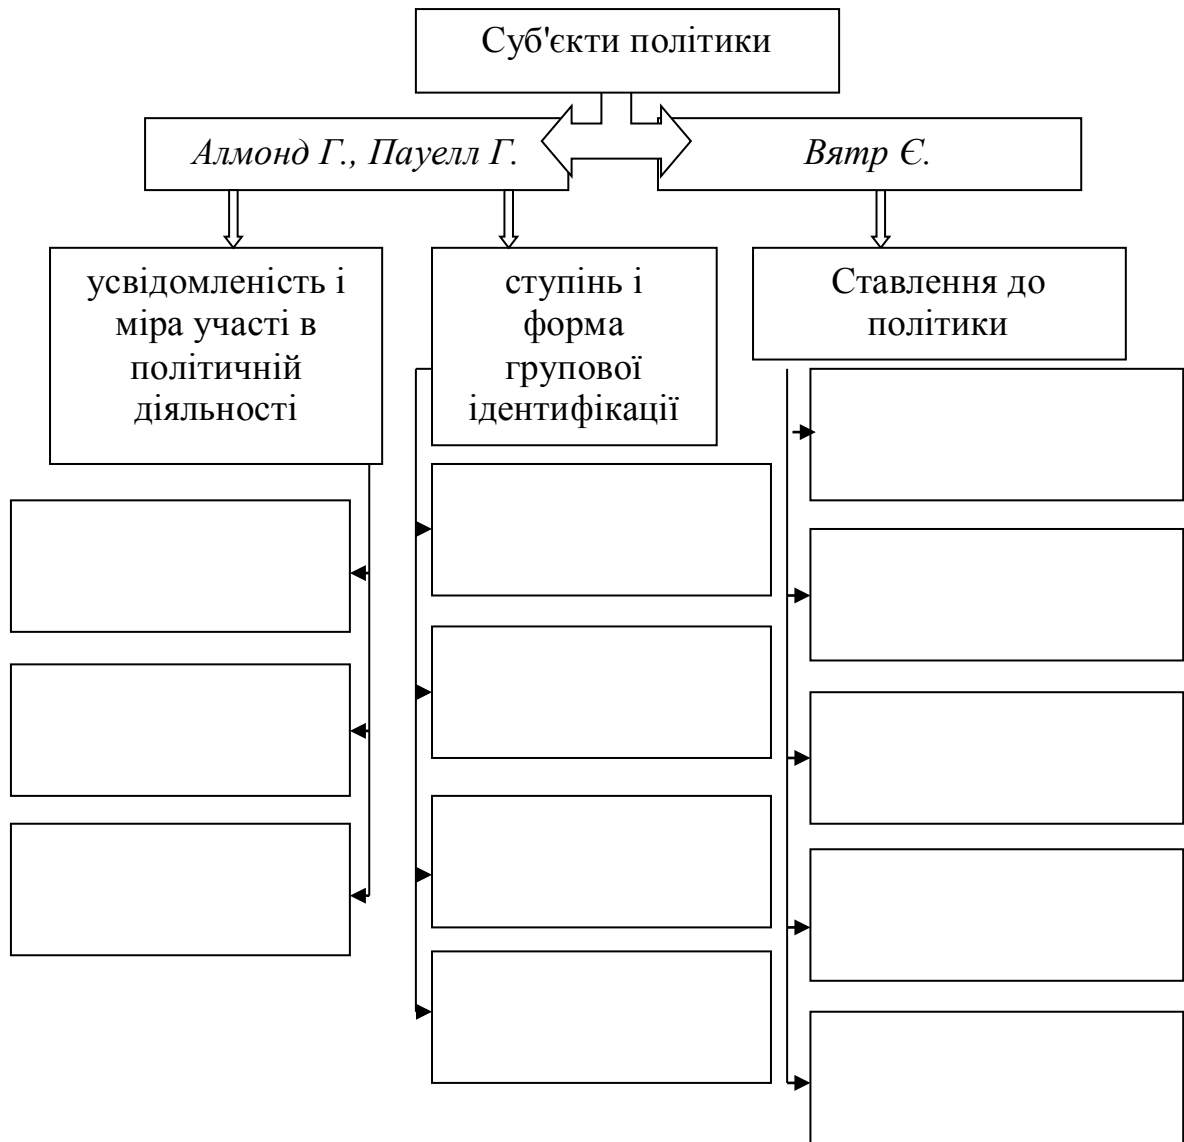 Суб'єкти політики
Алмонд Г., Пауелл Г.
Вятр Є.
усвідомленість і
міра участі в
політичній
діяльності
ступінь і
форма
групової
ідентифікації
Ставлення до
політики